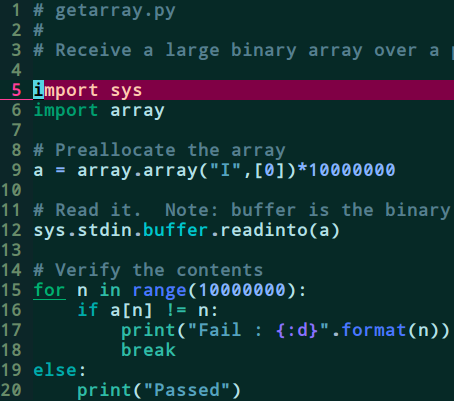 1 # getarray.py
2 #
3 # Receive a large binary array over a
4
5 import sys
6 import array
7
8 # Preallocate the array
9 a = array.array("I",[0])*10000000
10
11 # Read it.  Note: buffer is the binary
12 sys.stdin.buffer.readinto(a)
13
14 # Verify the contents
15 for n in range(10000000):
16     if a[n] != n:
17         print("Fail : {:d}".format(n))
18         break
19 else:
20     print("Passed")